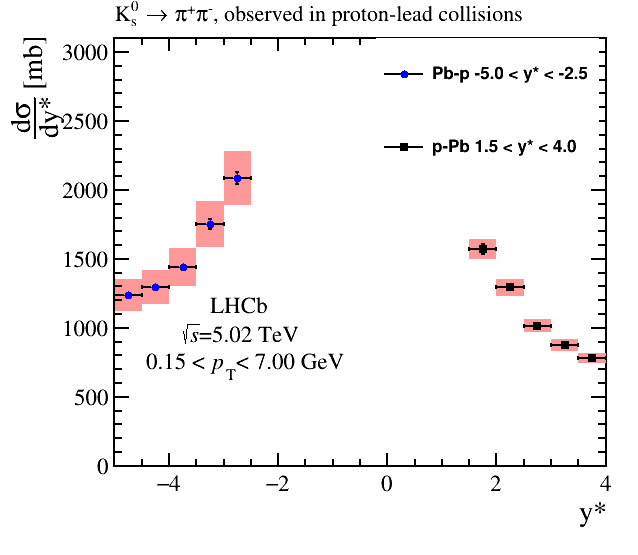 K⁰ₛ → π⁺π⁻, observed in proton-lead collisions
dσ/dy* [mb]
3000
2500
2000
1500
1000
500
0
Pb-p -5.0 < y* < -2.5
p-Pb 1.5 < y* < 4.0
LHCb
√s=5.02 TeV
0.15 < p_T < 7.00 GeV
−4 −2 0 2 4
y*